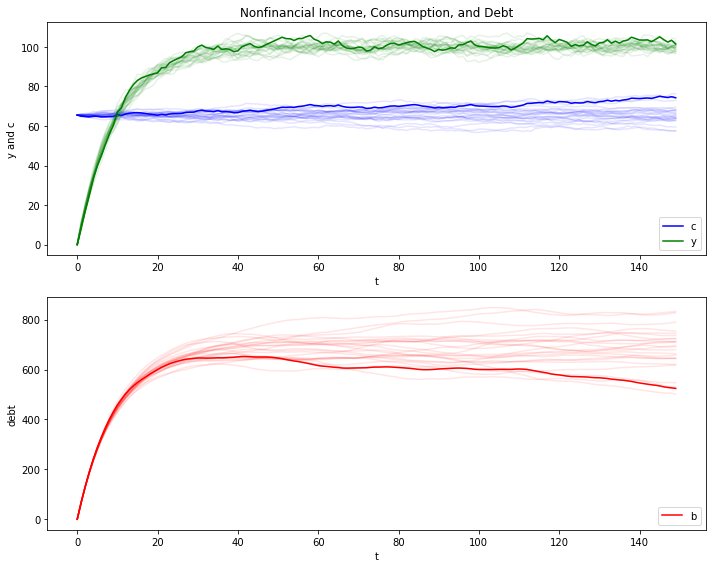 Nonfinancial Income, Consumption, and Debt
y and c
100
80
60
40
20
0
c
y
0 20 40 60 80 100 120 140
t
debt
800
600
400
200
0
b
0 20 40 60 80 100 120 140
t